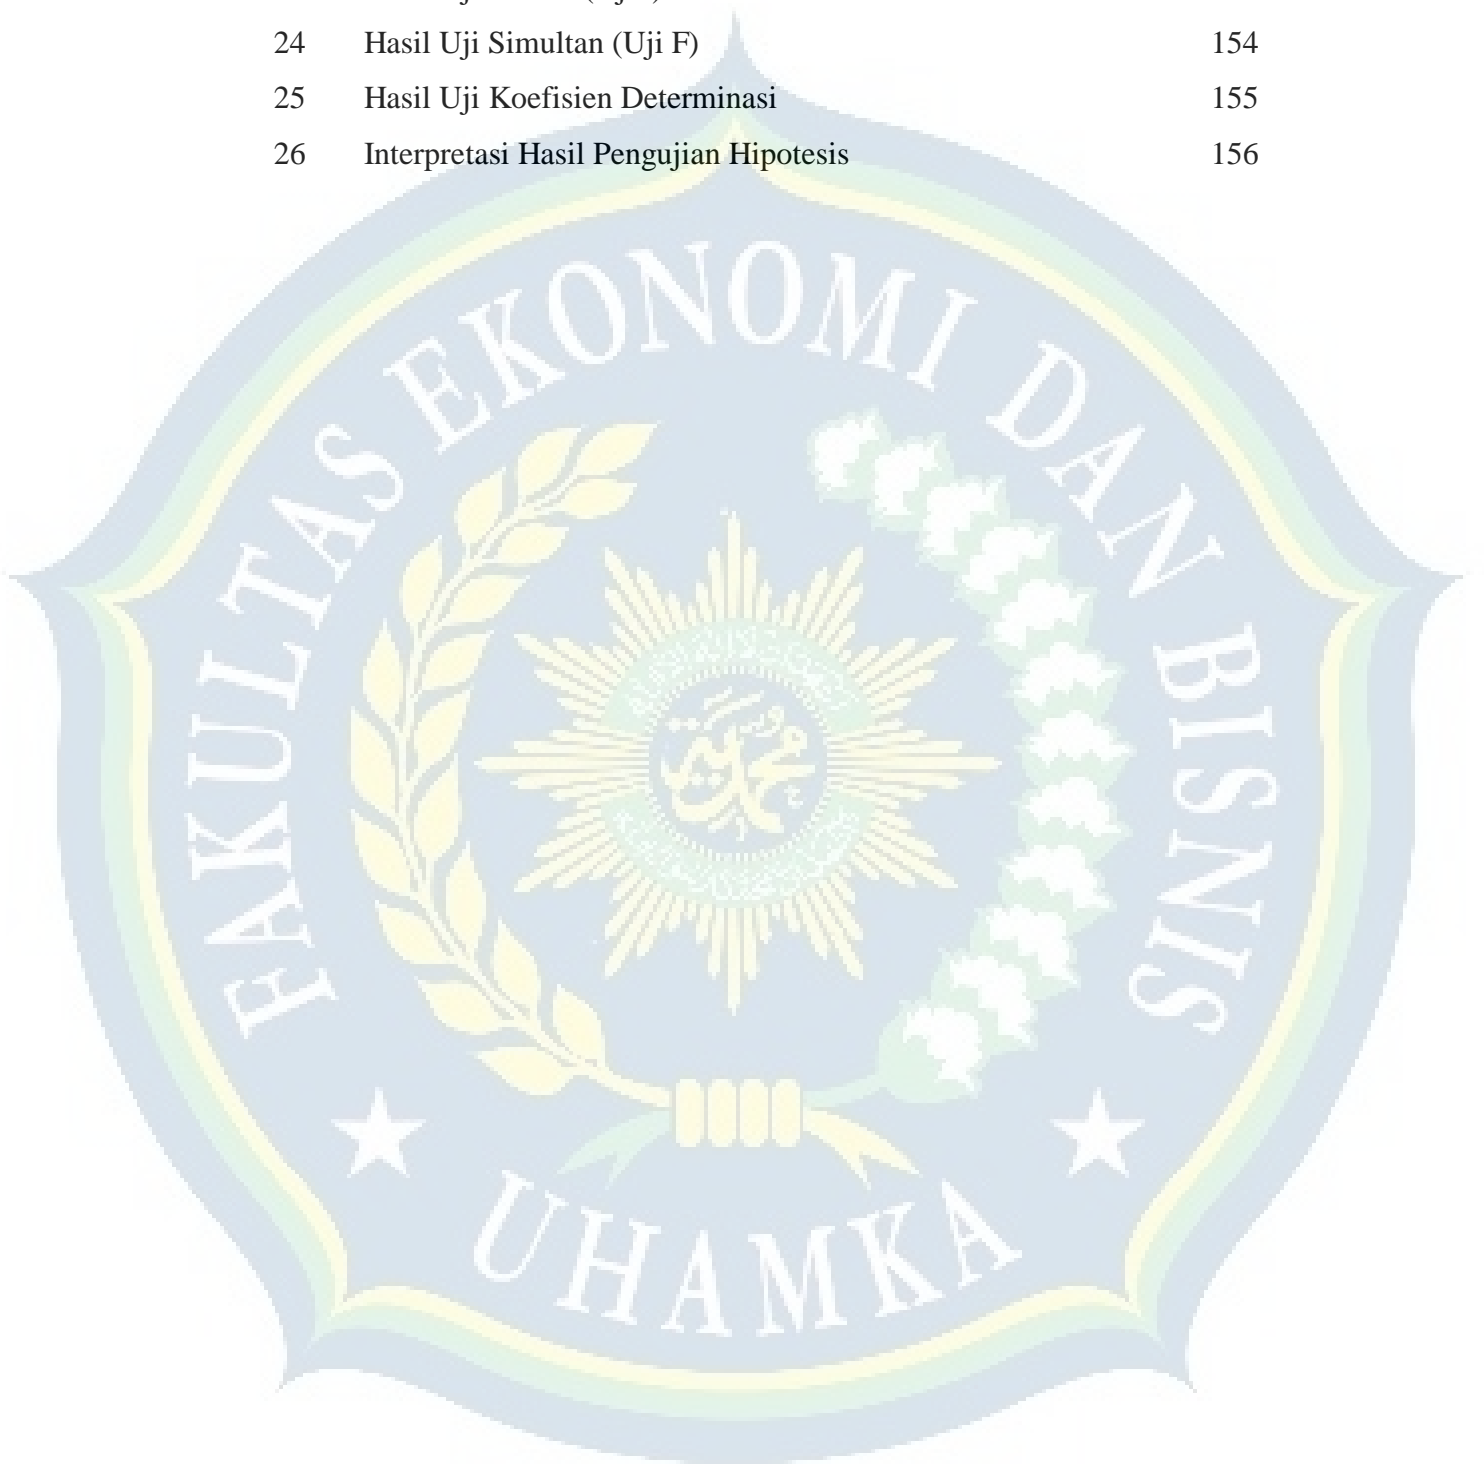 24 Hasil Uji Simultan (Uji F) 154
25 Hasil Uji Koefisien Determinasi 155
26 Interpretasi Hasil Pengujian Hipotesis 156
FAKULTAS EKONOMI DAN BISNIS
محمدية
UHAMKA